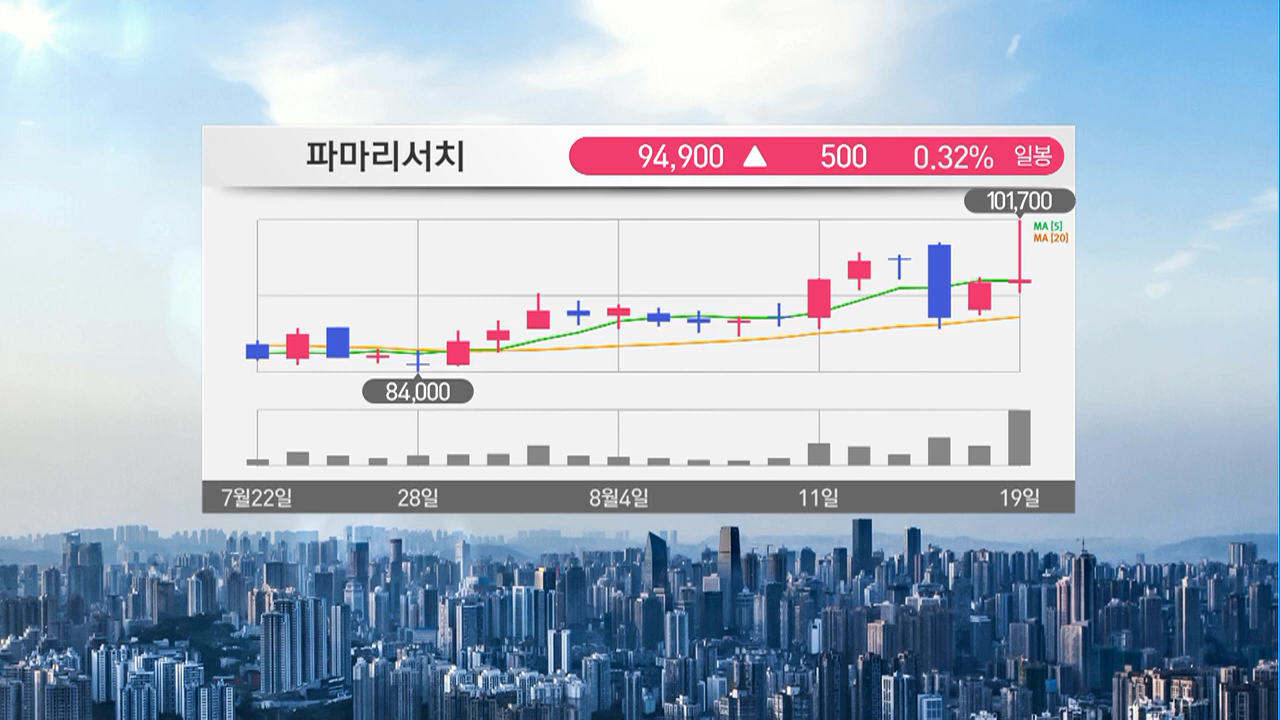 파마리서치 94,900 ▲ 500 0.32% 일봉
101,700
MA [5]
MA [20]
84,000
7월22일 28일 8월4일 11일 19일